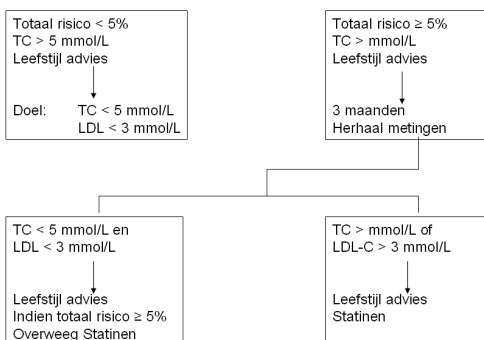 Totaal risico < 5%
TC > 5 mmol/L
Leefstijl advies
Doel: TC < 5 mmol/L
LDL < 3 mmol/L
Totaal risico ≥ 5%
TC > mmol/L
Leefstijl advies
3 maanden
Herhaal metingen
TC < 5 mmol/L en
LDL < 3 mmol/L
Leefstijl advies
Indien totaal risico ≥ 5%
Overweeg Statinen
TC > mmol/L of
LDL-C > 3 mmol/L
Leefstijl advies
Statinen